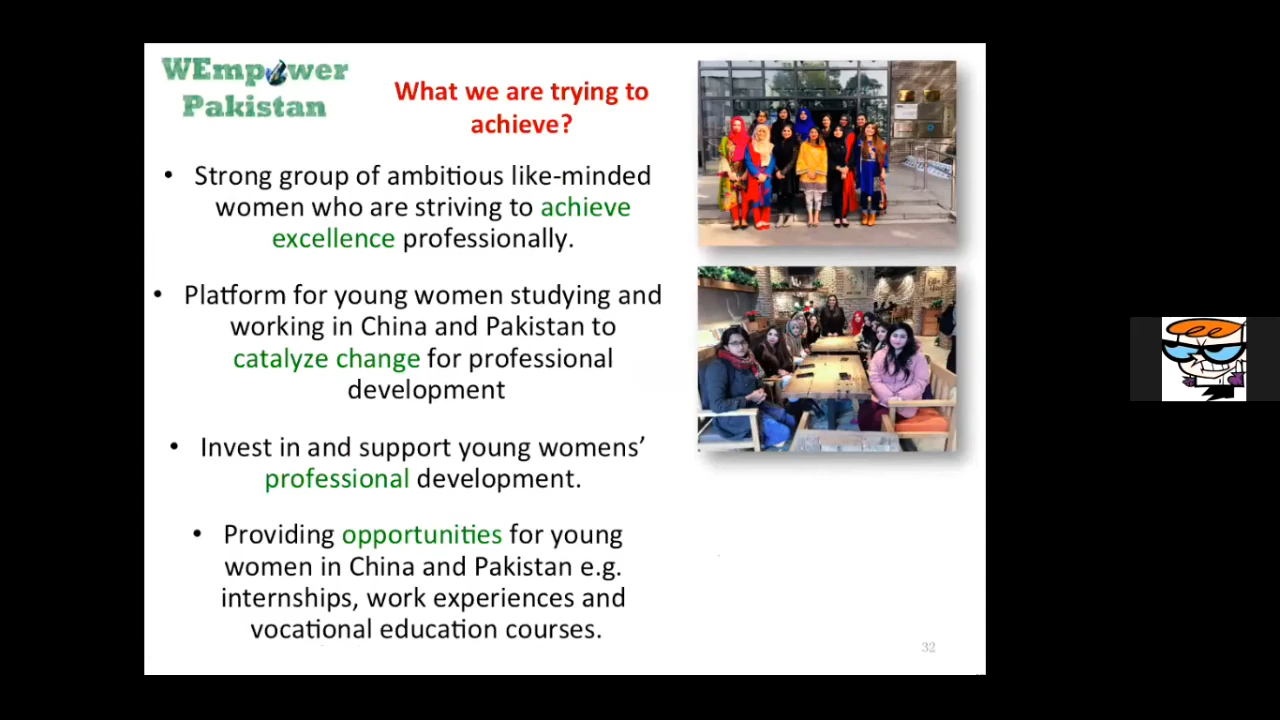 WEmpower
Pakistan
What we are trying to
achieve?
• Strong group of ambitious like-minded
women who are striving to achieve
excellence professionally.
• Platform for young women studying and
working in China and Pakistan to
catalyze change for professional
development
• Invest in and support young womens’
professional development.
• Providing opportunities for young
women in China and Pakistan e.g.
internships, work experiences and
vocational education courses.
32